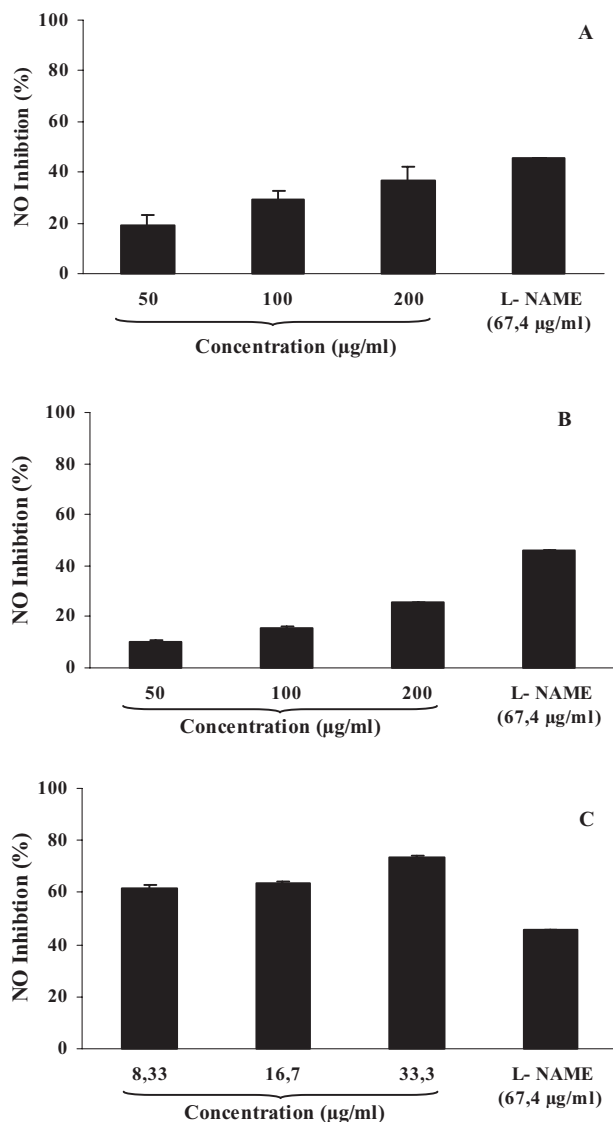 A
NO Inhibtion (%)
100
80
60
40
20
0
50 100 200 L- NAME
(67,4 µg/ml)
Concentration (µg/ml)
B
NO Inhibtion (%)
100
80
60
40
20
0
50 100 200 L- NAME
(67,4 µg/ml)
Concentration (µg/ml)
C
NO Inhibtion (%)
100
80
60
40
20
0
8,33 16,7 33,3 L- NAME
(67,4 µg/ml)
Concentration (µg/ml)